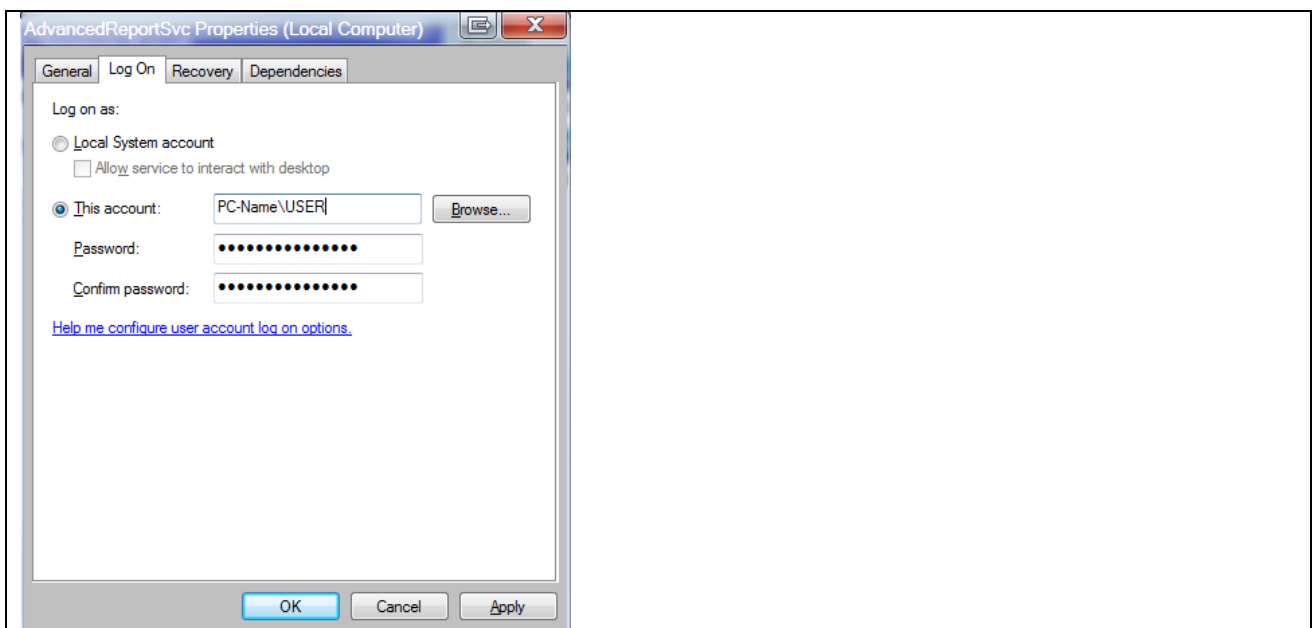 AdvancedReportSvc Properties (Local Computer)
General Log On Recovery Dependencies
Log on as:
Local System account
Allow service to interact with desktop
This account: PC-Name\USER Browse...
Password: •••••••••••••••
Confirm password: •••••••••••••••
Help me configure user account log on options.
OK Cancel Apply